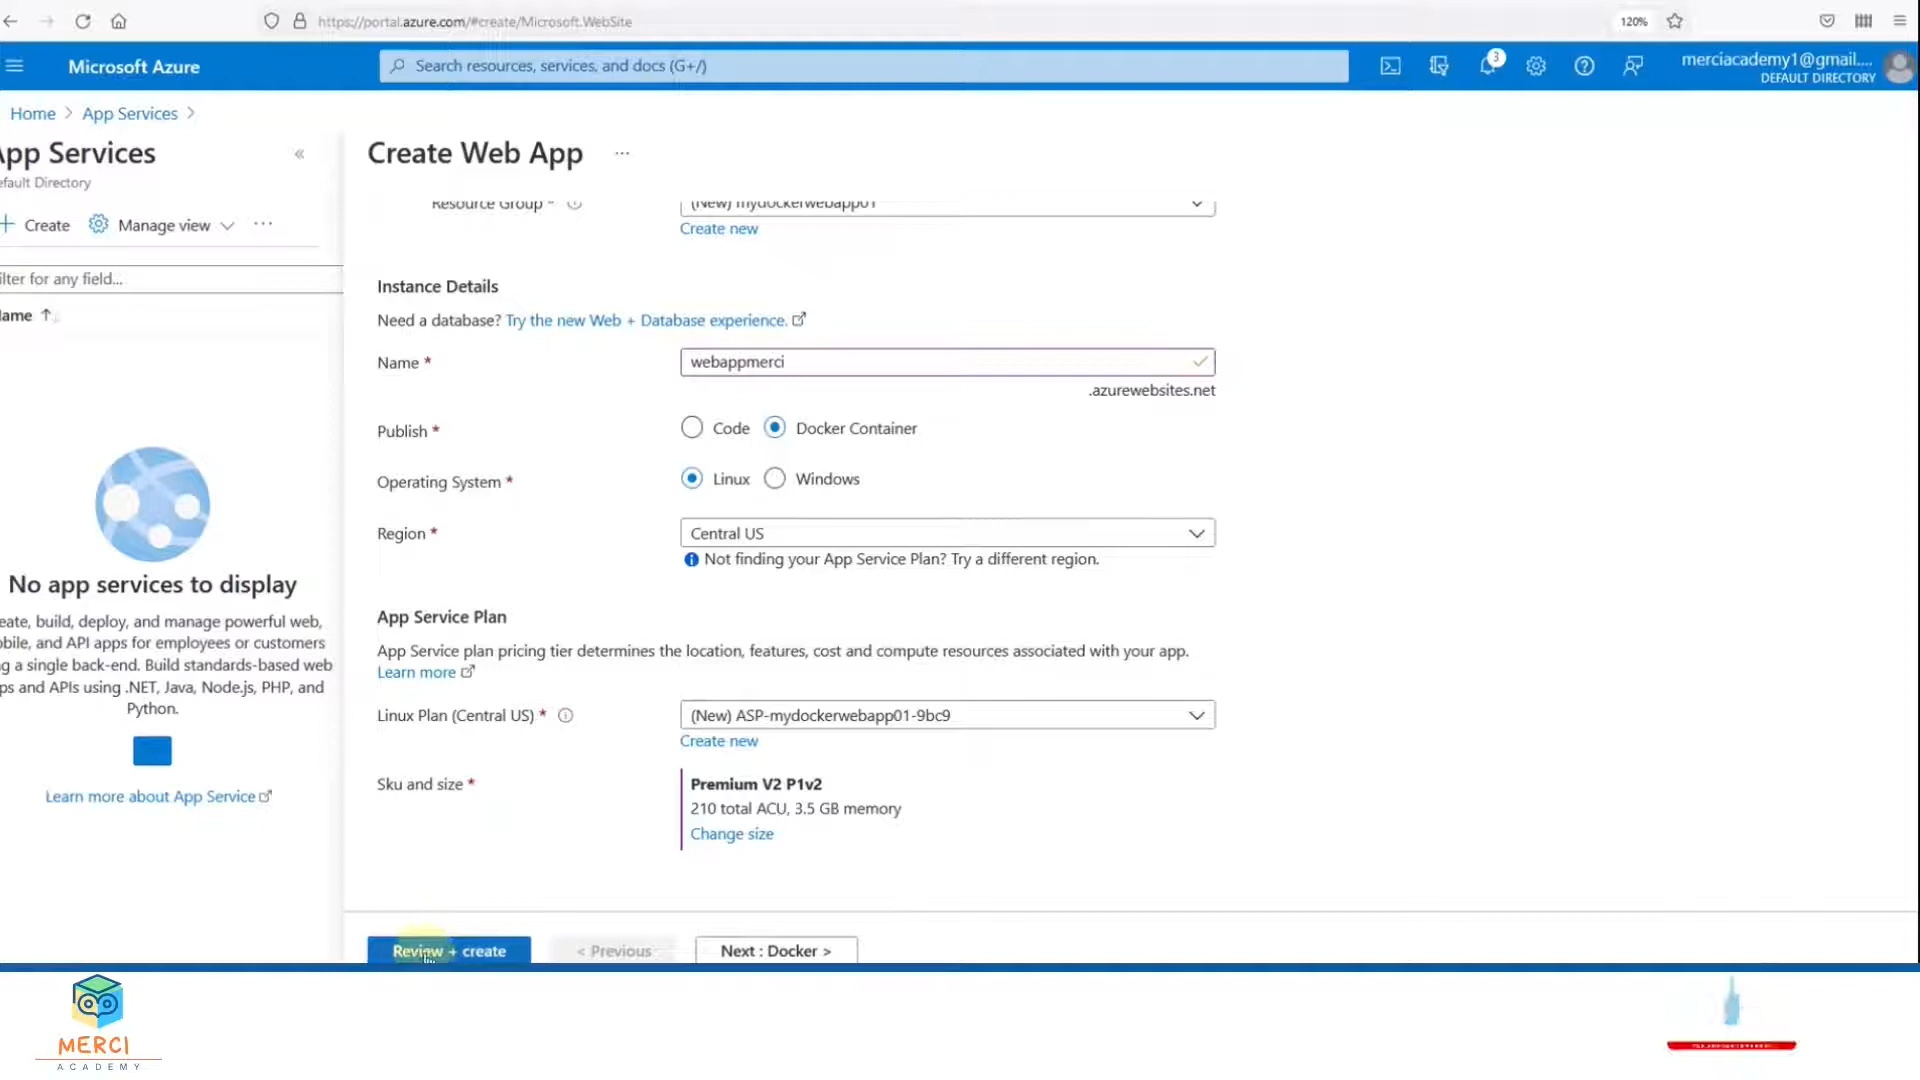 https://portal.azure.com/#create/Microsoft.WebSite
120%
Microsoft Azure
Search resources, services, and docs (G+/)
3
merciacademy1@gmail....
DEFAULT DIRECTORY
Home > App Services >
App Services
efault Directory
«
+ Create
Manage view
...
ilter for any field...
lame ↑
No app services to display
eate, build, deploy, and manage powerful web,
obile, and API apps for employees or customers
g a single back-end. Build standards-based web
ps and APIs using .NET, Java, Node.js, PHP, and
Python.
Learn more about App Service
Create Web App
...
Resource Group *
(New) mydockerwebapp01
Create new
Instance Details
Need a database? Try the new Web + Database experience.
Name *
webappmerci
.azurewebsites.net
Publish *
Code
Docker Container
Operating System *
Linux
Windows
Region *
Central US
Not finding your App Service Plan? Try a different region.
App Service Plan
App Service plan pricing tier determines the location, features, cost and compute resources associated with your app.
Learn more
Linux Plan (Central US) *
(New) ASP-mydockerwebapp01-9bc9
Create new
Sku and size *
Premium V2 P1v2
210 total ACU, 3.5 GB memory
Change size
Review + create
< Previous
Next : Docker >
MERCI
ACADEMY